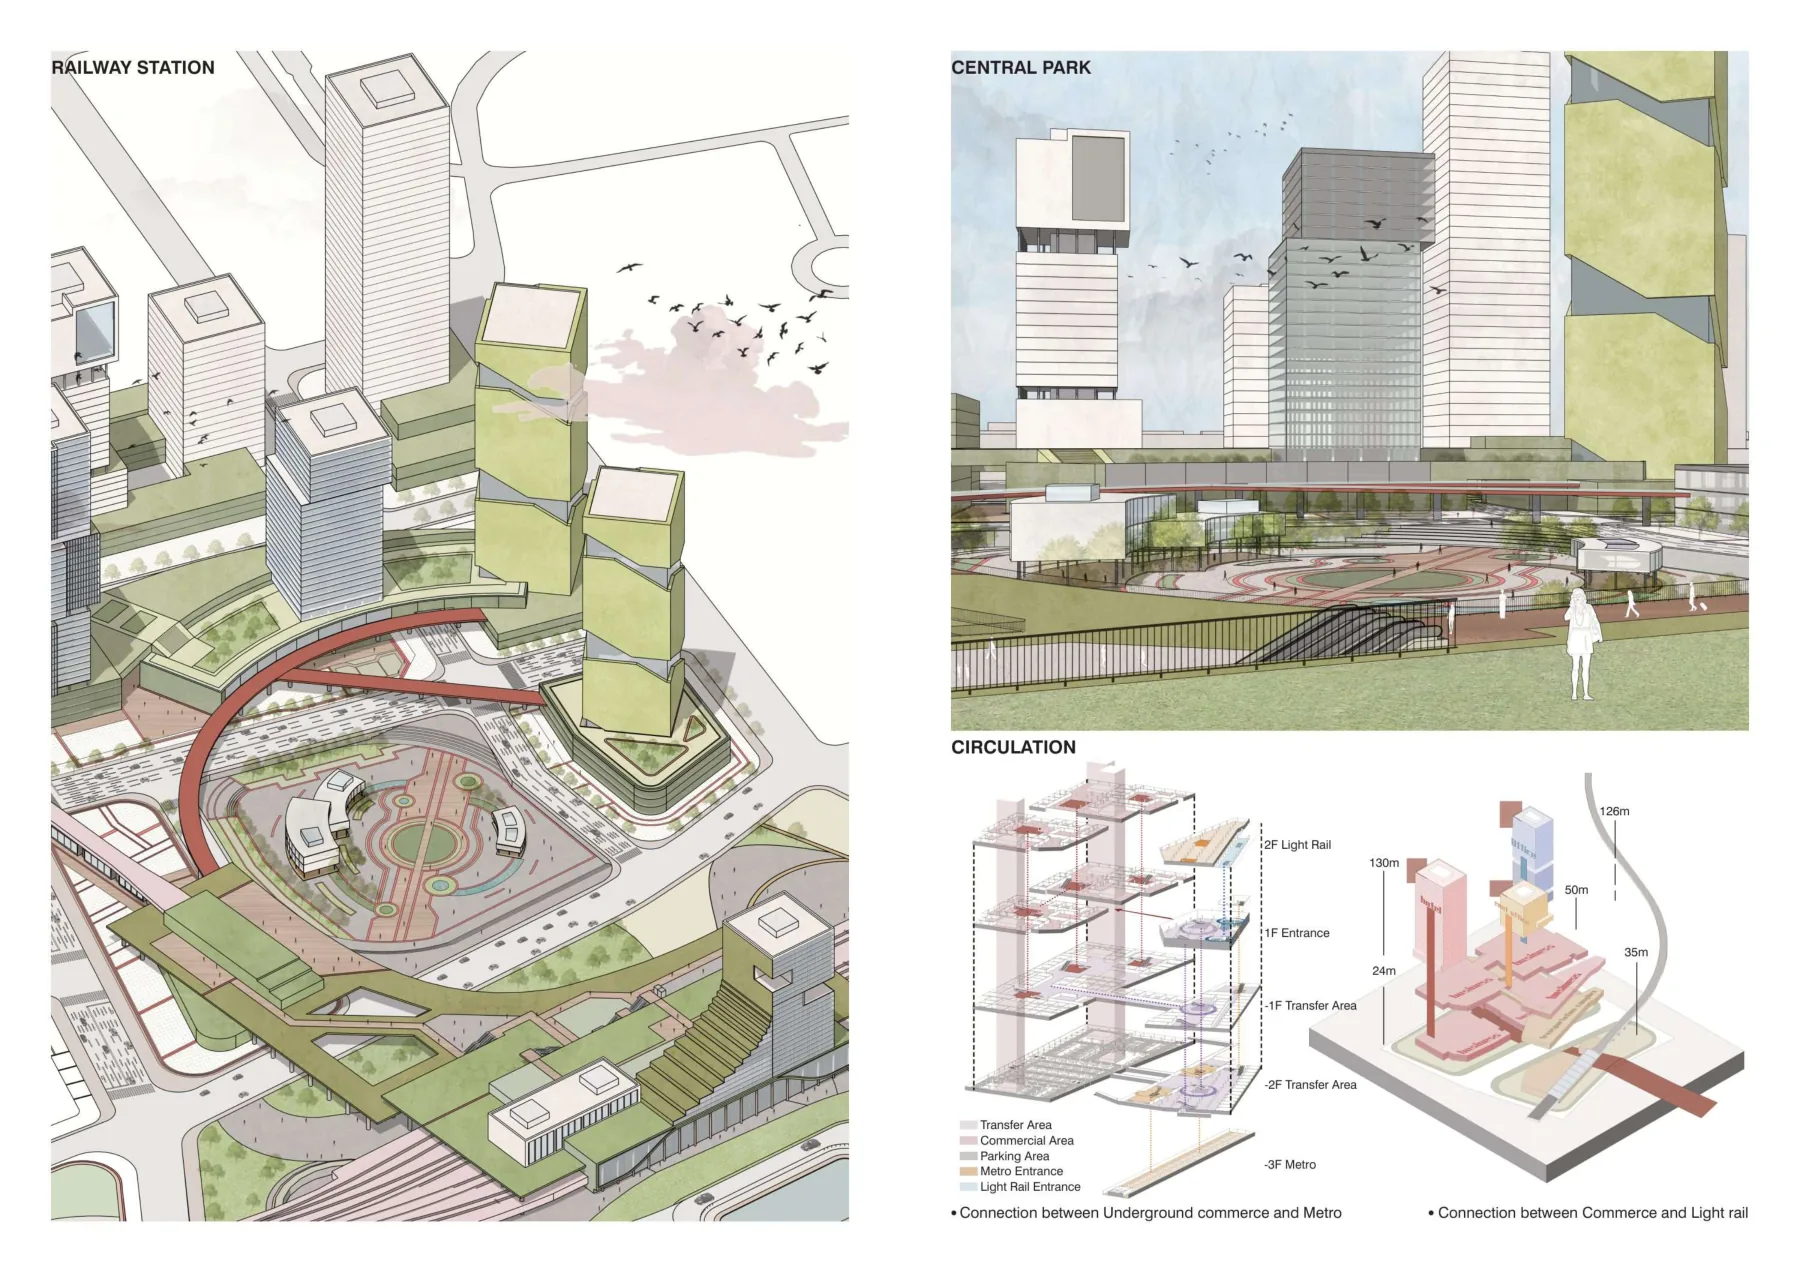 RAILWAY STATION
CENTRAL PARK
CIRCULATION
2F Light Rail
1F Entrance
-1F Transfer Area
-2F Transfer Area
-3F Metro
Transfer Area
Commercial Area
Parking Area
Metro Entrance
Light Rail Entrance
• Connection between Underground commerce and Metro
126m
130m
50m
35m
24m
hotel
• Connection between Commerce and Light rail